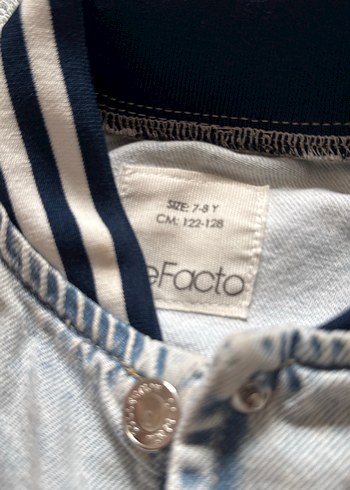 SIZE: 7-8 Y
CM: 122-128
eFacto